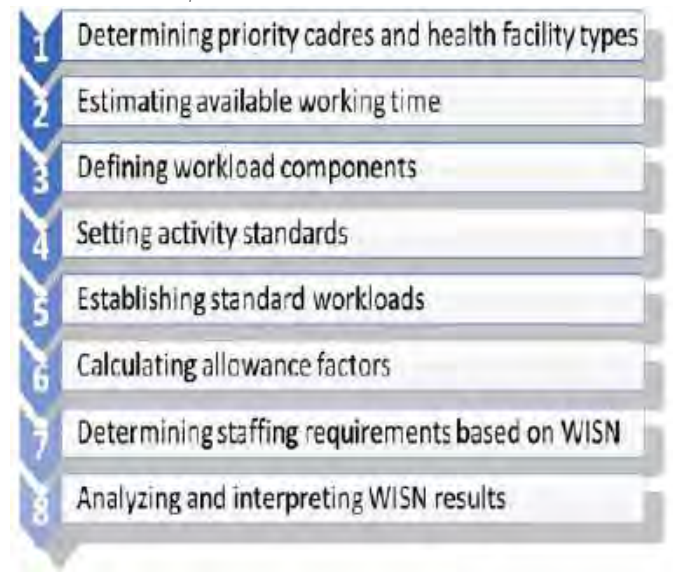 1 Determining priority cadres and health facility types
2 Estimating available working time
3 Defining workload components
4 Setting activity standards
5 Establishing standard workloads
6 Calculating allowance factors
7 Determining staffing requirements based on WISN
8 Analyzing and interpreting WISN results